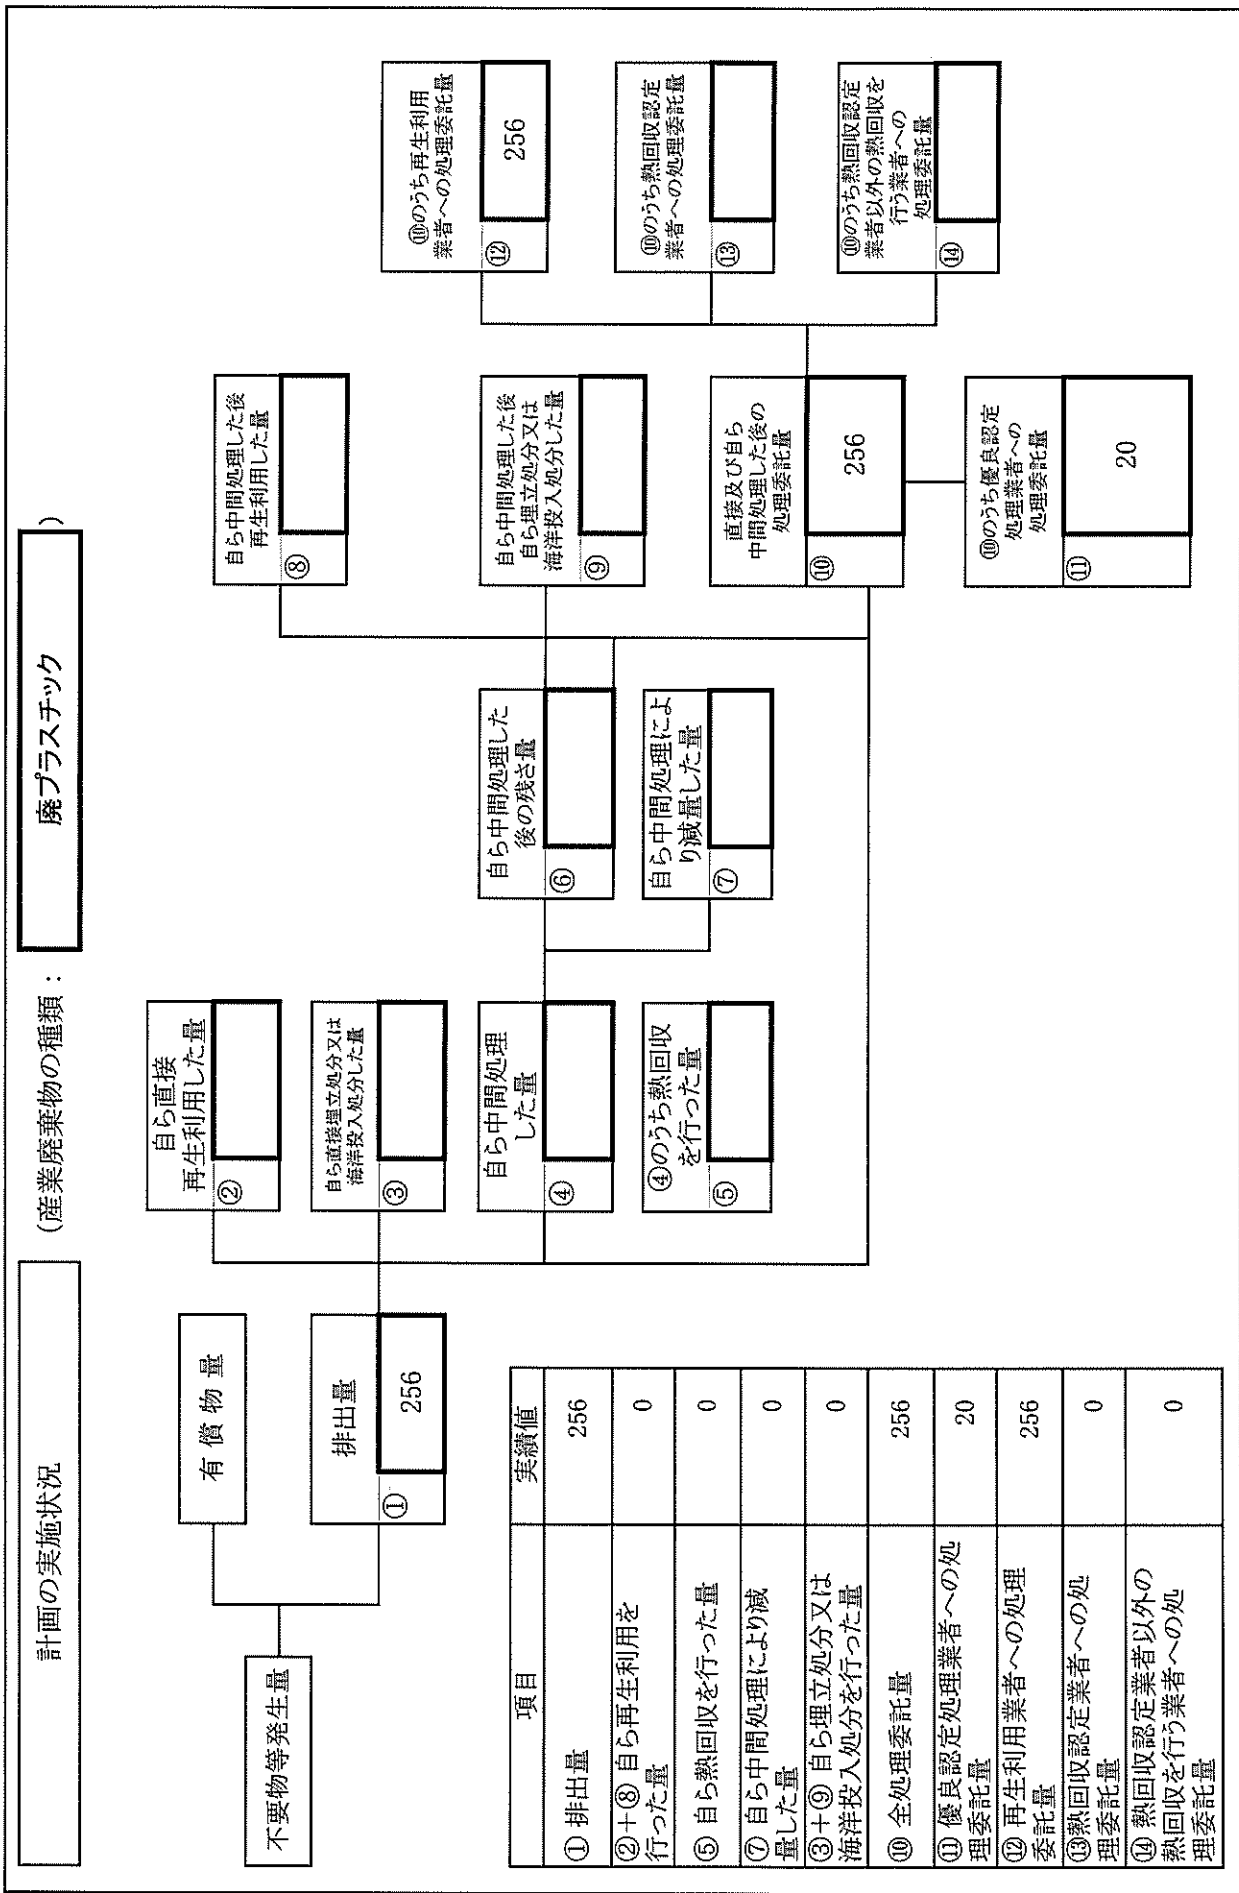 計画の実施状況
(産業廃棄物の種類：
廃プラスチック
)
不要物等発生量
有 償 物 量
排出量
①
256
自ら直接
再生利用した量
②
自ら直接埋立処分又は
海洋投入処分した量
③
自ら中間処理
した量
④
④のうち熱回収
を行った量
⑤
自ら中間処理した
後の残さ量
⑥
自ら中間処理によ
り減量した量
⑦
自ら中間処理した後
再生利用した量
⑧
自ら中間処理した後
自ら埋立処分又は
海洋投入処分した量
⑨
直接及び自ら
中間処理した後の
処理委託量
⑩
256
⑩のうち優良認定
処理業者への
処理委託量
⑪
20
⑩のうち再生利用
業者への処理委託量
⑫
256
⑩のうち熱回収認定
業者への処理委託量
⑬
⑩のうち熱回収認定
業者以外の熱回収を
行う業者への
処理委託量
⑭
項目
実績値
① 排出量
256
②+⑧ 自ら再生利用を
行った量
0
⑤ 自ら熱回収を行った量
0
⑦ 自ら中間処理により減
量した量
0
③+⑨ 自ら埋立処分又は
海洋投入処分を行った量
0
⑩ 全処理委託量
256
⑪ 優良認定処理業者への処
理委託量
20
⑫ 再生利用業者への処理
委託量
256
⑬熱回収認定業者への処
理委託量
0
⑭ 熱回収認定業者以外の
熱回収を行う業者への処
理委託量
0